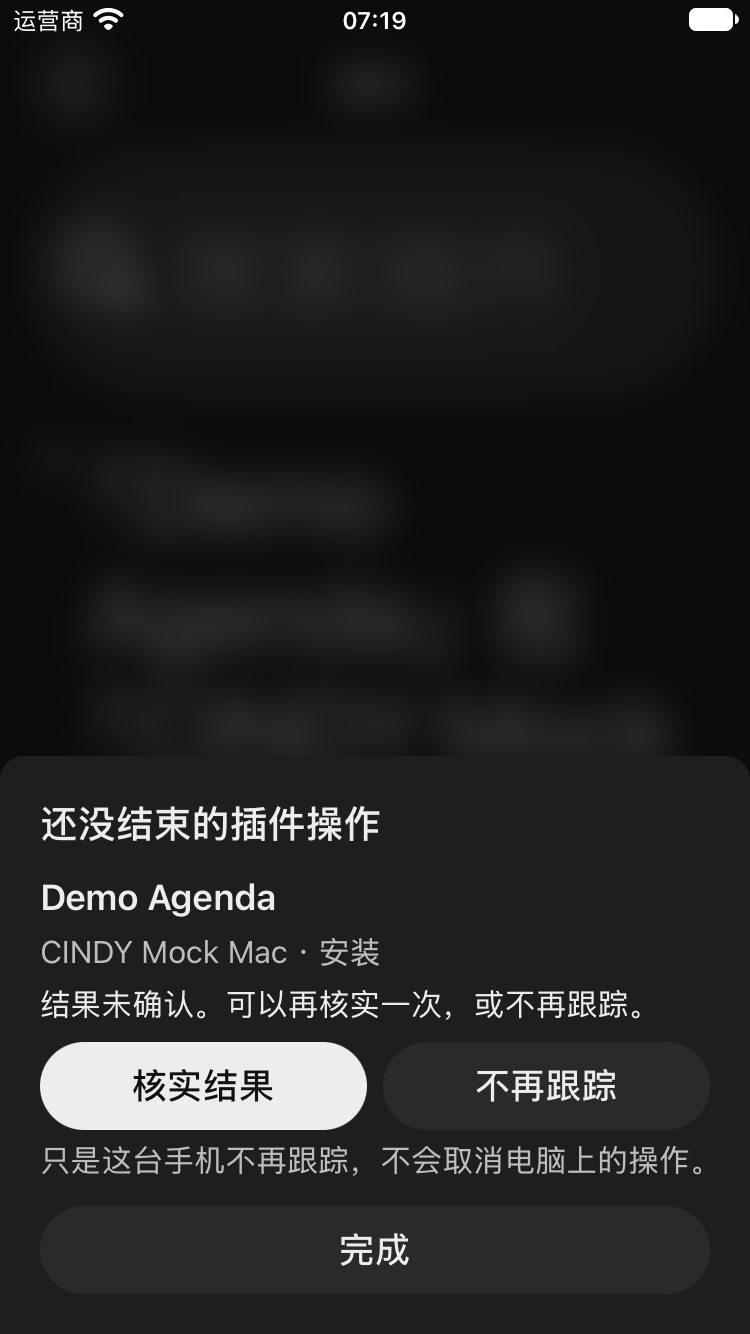 运营商
07:19
还没结束的插件操作
Demo Agenda
CINDY Mock Mac · 安装
结果未确认。可以再核实一次，或不再跟踪。
核实结果
不再跟踪
只是这台手机不再跟踪，不会取消电脑上的操作。
完成